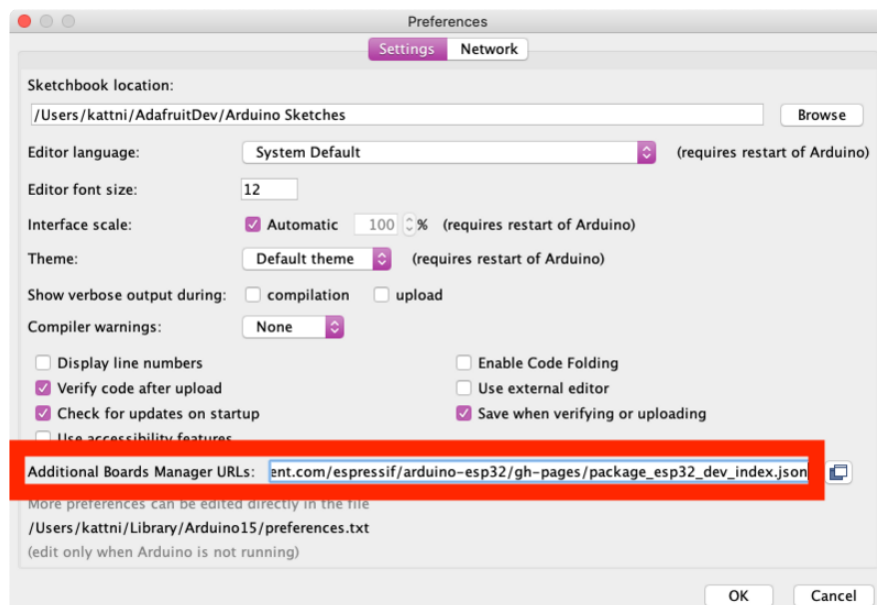 Preferences
Settings Network
Sketchbook location:
/Users/kattni/AdafruitDev/Arduino Sketches Browse
Editor language: System Default (requires restart of Arduino)
Editor font size: 12
Interface scale: Automatic 100 % (requires restart of Arduino)
Theme: Default theme (requires restart of Arduino)
Show verbose output during: compilation upload
Compiler warnings: None
Display line numbers Enable Code Folding
Verify code after upload Use external editor
Check for updates on startup Save when verifying or uploading
Use accessibility features
Additional Boards Manager URLs: ent.com/espressif/arduino-esp32/gh-pages/package_esp32_dev_index.json
More preferences can be edited directly in the file
/Users/kattni/Library/Arduino15/preferences.txt
(edit only when Arduino is not running)
OK Cancel